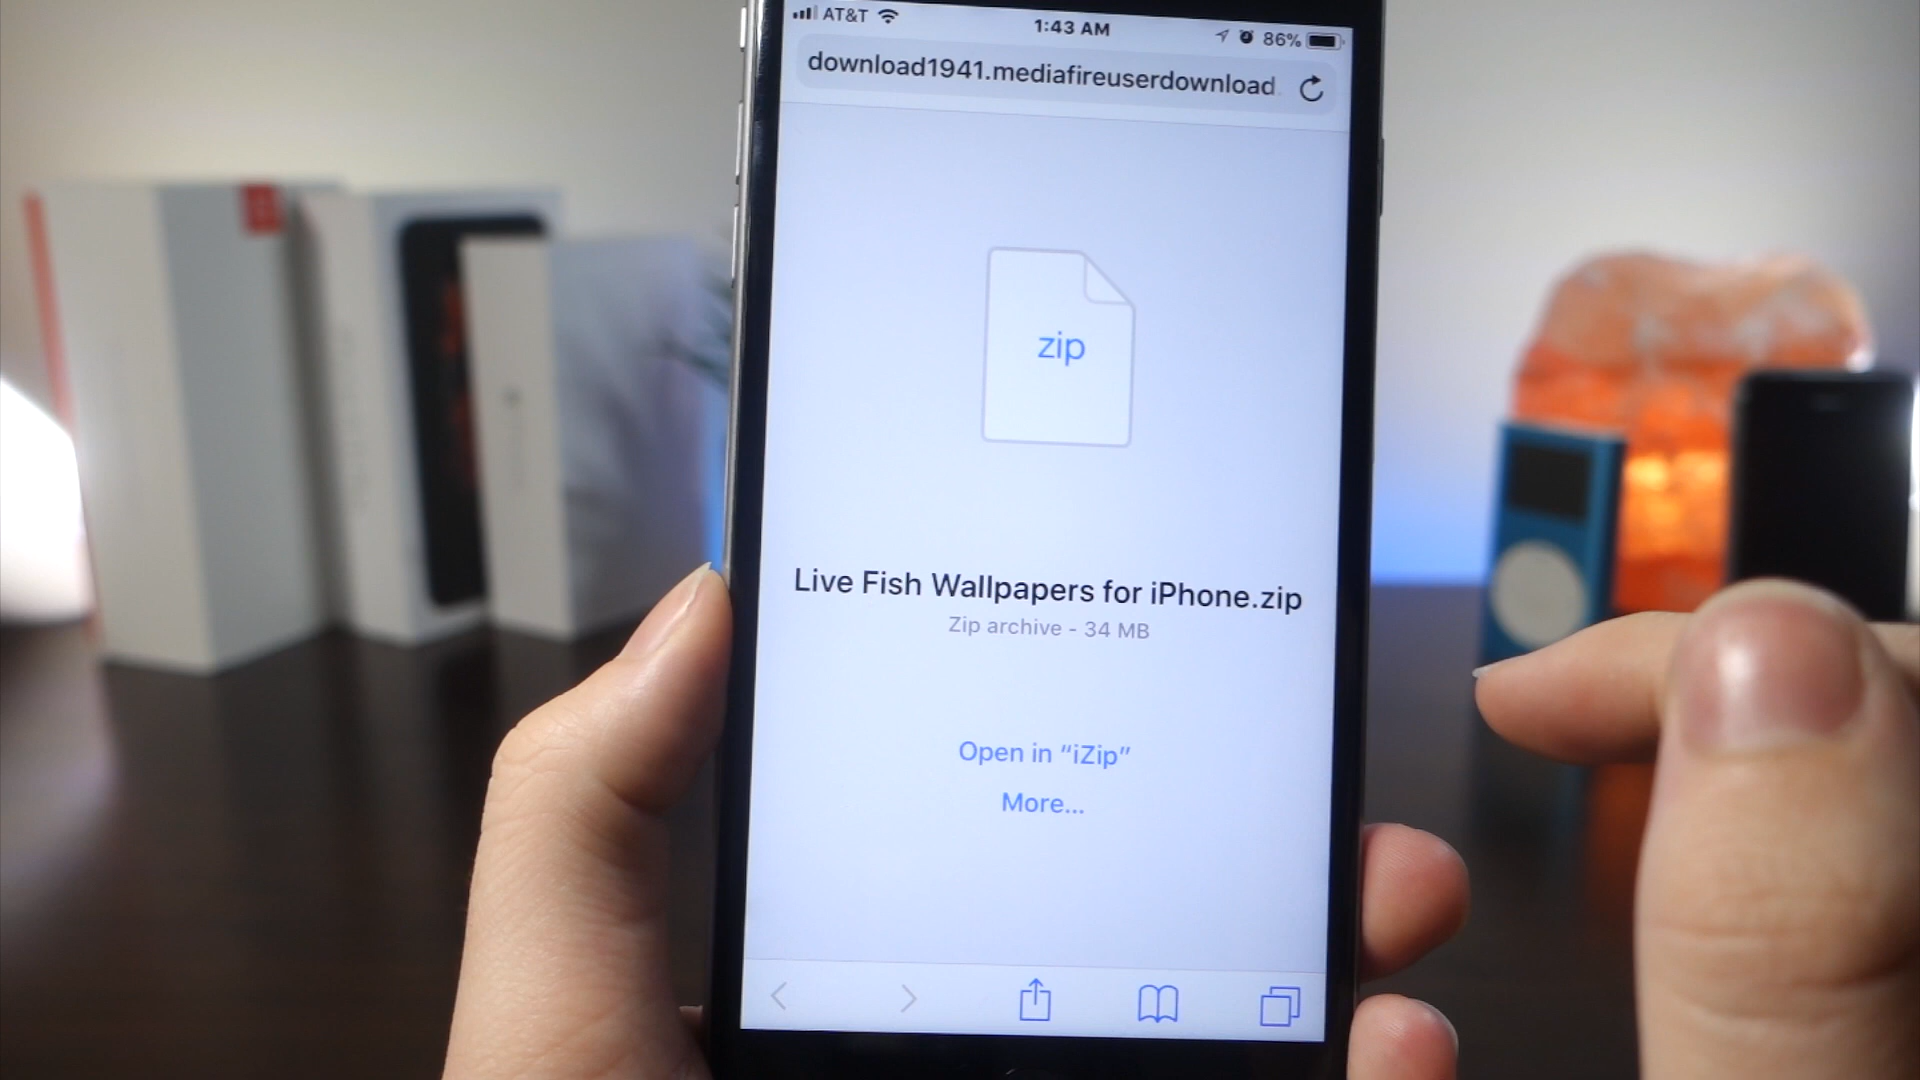 AT&T
1:43 AM
86%
download1941.mediafireuserdownload.
zip
Live Fish Wallpapers for iPhone.zip
Zip archive - 34 MB
Open in “iZip”
More...